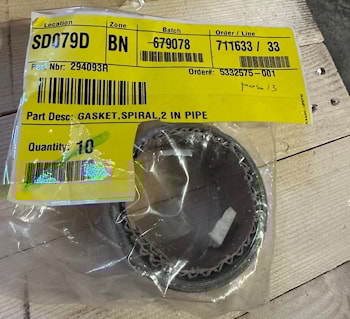 Location Zone Batch Order / Line
SD079D BN 679078 711633 / 33
Part Nbr: 294093R Order#: 5332575-001
Part Desc: GASKET,SPIRAL,2 IN PIPE
Quantity: 10